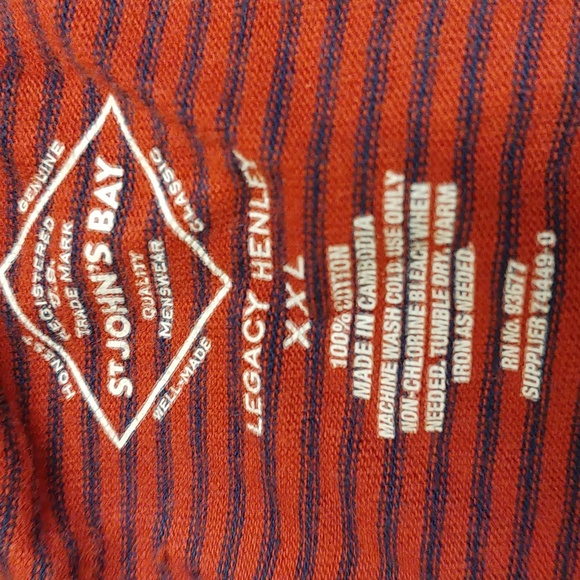 GENUINE
CLASSIC
HONEST
WELL-MADE
REGISTERED
U.S.
TRADE MARK
ST JOHN'S BAY
QUALITY
MENSWEAR
LEGACY HENLEY
XXL
100% COTTON
MADE IN CAMBODIA
MACHINE WASH COLD. USE ONLY
NON-CHLORINE BLEACH WHEN
NEEDED. TUMBLE DRY. WARM
IRON AS NEEDED.
RN No. 93677
SUPPLIER 74449-0